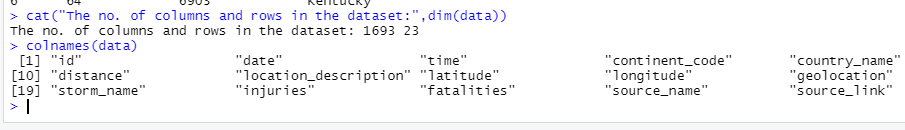 6 64 6903 Kentucky
> cat("The no. of columns and rows in the dataset:",dim(data))
The no. of columns and rows in the dataset: 1693 23
> colnames(data)
[1] "id" "date" "time" "continent_code" "country_name"
[10] "distance" "location_description" "latitude" "longitude" "geolocation"
[19] "storm_name" "injuries" "fatalities" "source_name" "source_link"
>